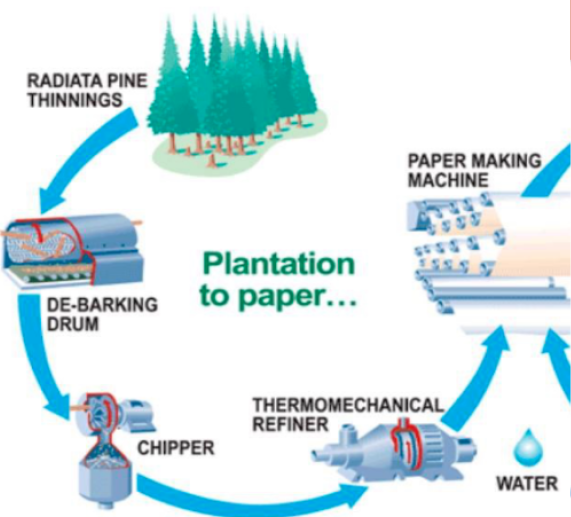 RADIATA PINE
THINNINGS
PAPER MAKING
MACHINE
Plantation
to paper...
DE-BARKING
DRUM
THERMOMECHANICAL
REFINER
CHIPPER
WATER